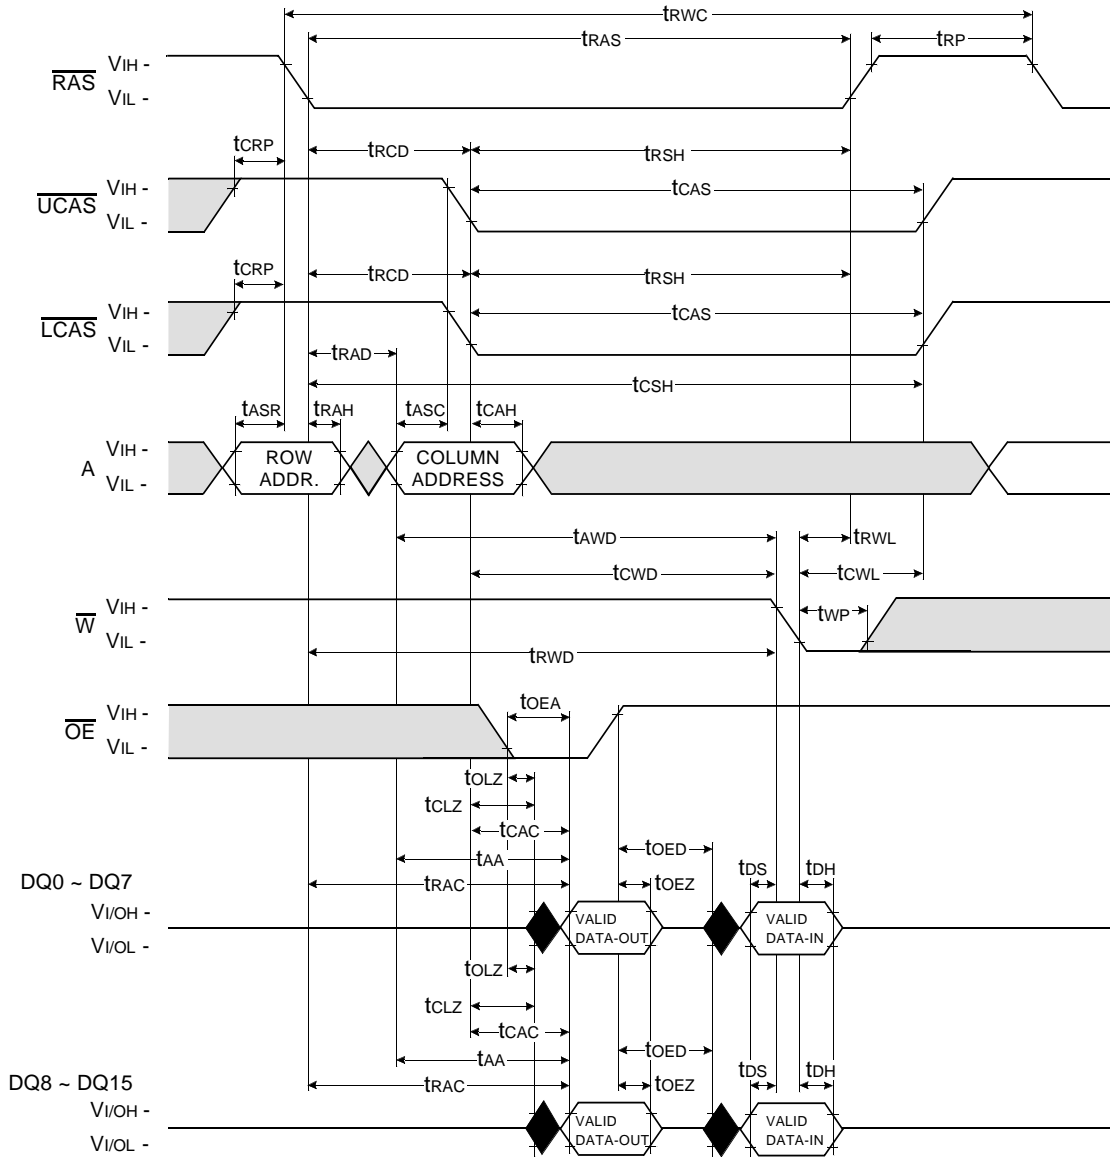 tRWC
tRAS
tRP
RAS
VIH -
VIL -
tCRP
tRCD
tRSH
UCAS
VIH -
VIL -
tCAS
tCRP
tRCD
tRSH
LCAS
VIH -
VIL -
tCAS
tRAD
tCSH
tASR
tRAH
tASC
tCAH
A
VIH -
VIL -
ROW
ADDR.
COLUMN
ADDRESS
tAWD
tRWL
tCWD
tCWL
W
VIH -
VIL -
tWP
tRWD
OE
VIH -
VIL -
tOEA
tOLZ
tCLZ
tCAC
tOED
tAA
tDS
tDH
DQ0 ~ DQ7
tRAC
tOEZ
VI/OH -
VI/OL -
VALID
DATA-OUT
VALID
DATA-IN
tOLZ
tCLZ
tCAC
tOED
tAA
tDS
tDH
DQ8 ~ DQ15
tRAC
tOEZ
VI/OH -
VI/OL -
VALID
DATA-OUT
VALID
DATA-IN